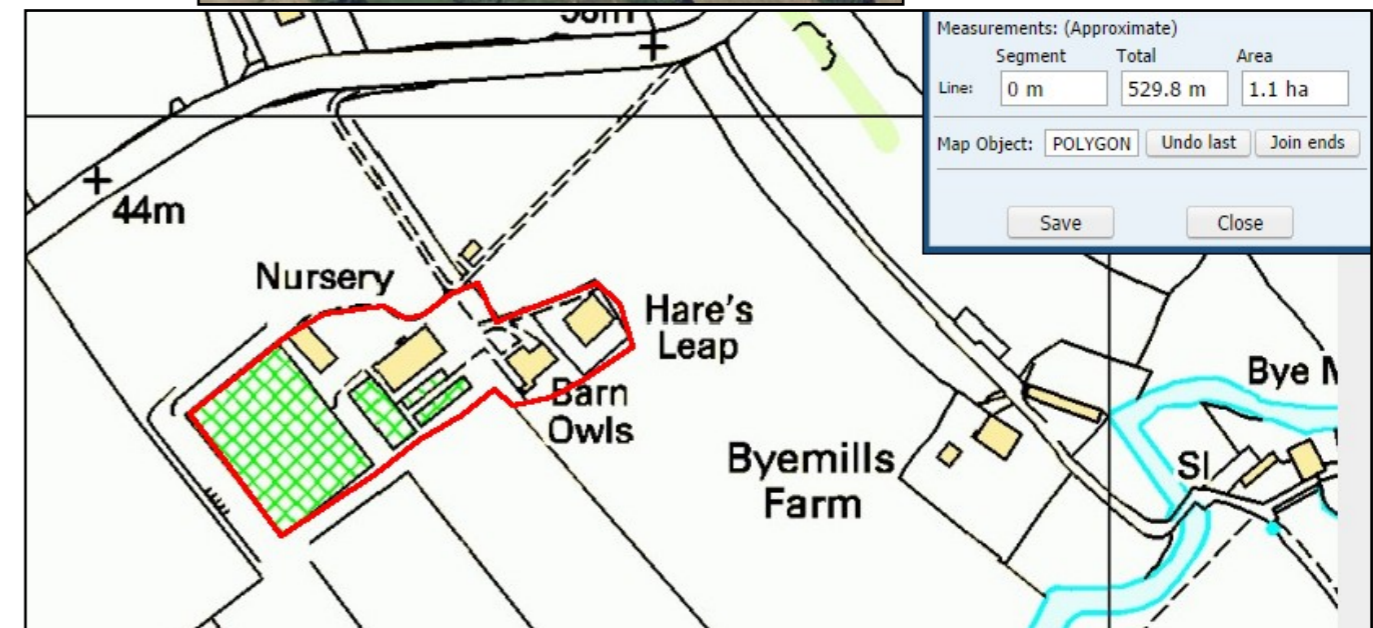 Measurements: (Approximate)
Segment Total Area
Line: 0 m 529.8 m 1.1 ha
Map Object: POLYGON Undo last Join ends
Save Close
44m
Nursery
Hare's
Leap
Barn
Owls
Byemills
Farm
Bye
Sl